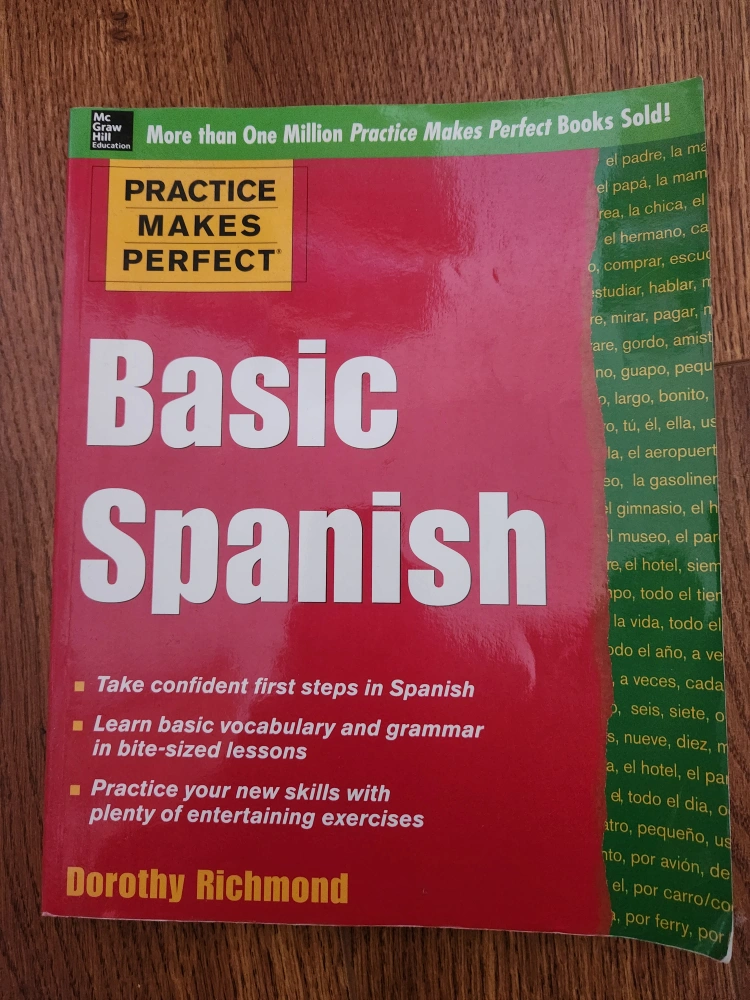 Mc
Graw
Hill
Education
More than One Million Practice Makes Perfect Books Sold!
PRACTICE
MAKES
PERFECT®
Basic
Spanish
Take confident first steps in Spanish
Learn basic vocabulary and grammar
in bite-sized lessons
Practice your new skills with
plenty of entertaining exercises
Dorothy Richmond
el padre, la
el papá, la
la chica, el
el hermano,
comprar,
estudiar, hablar,
mirar, pagar,
gordo,
guapo,
largo, bonito,
tú, él, ella,
el
la
gimnasio, el
museo, el
el hotel,
todo el
la vida, todo el
el año, a
a veces, cada
seis, siete,
nueve, diez,
el hotel, el
el, todo el dia,
pequeño,
por avión,
el, por
por ferry, por